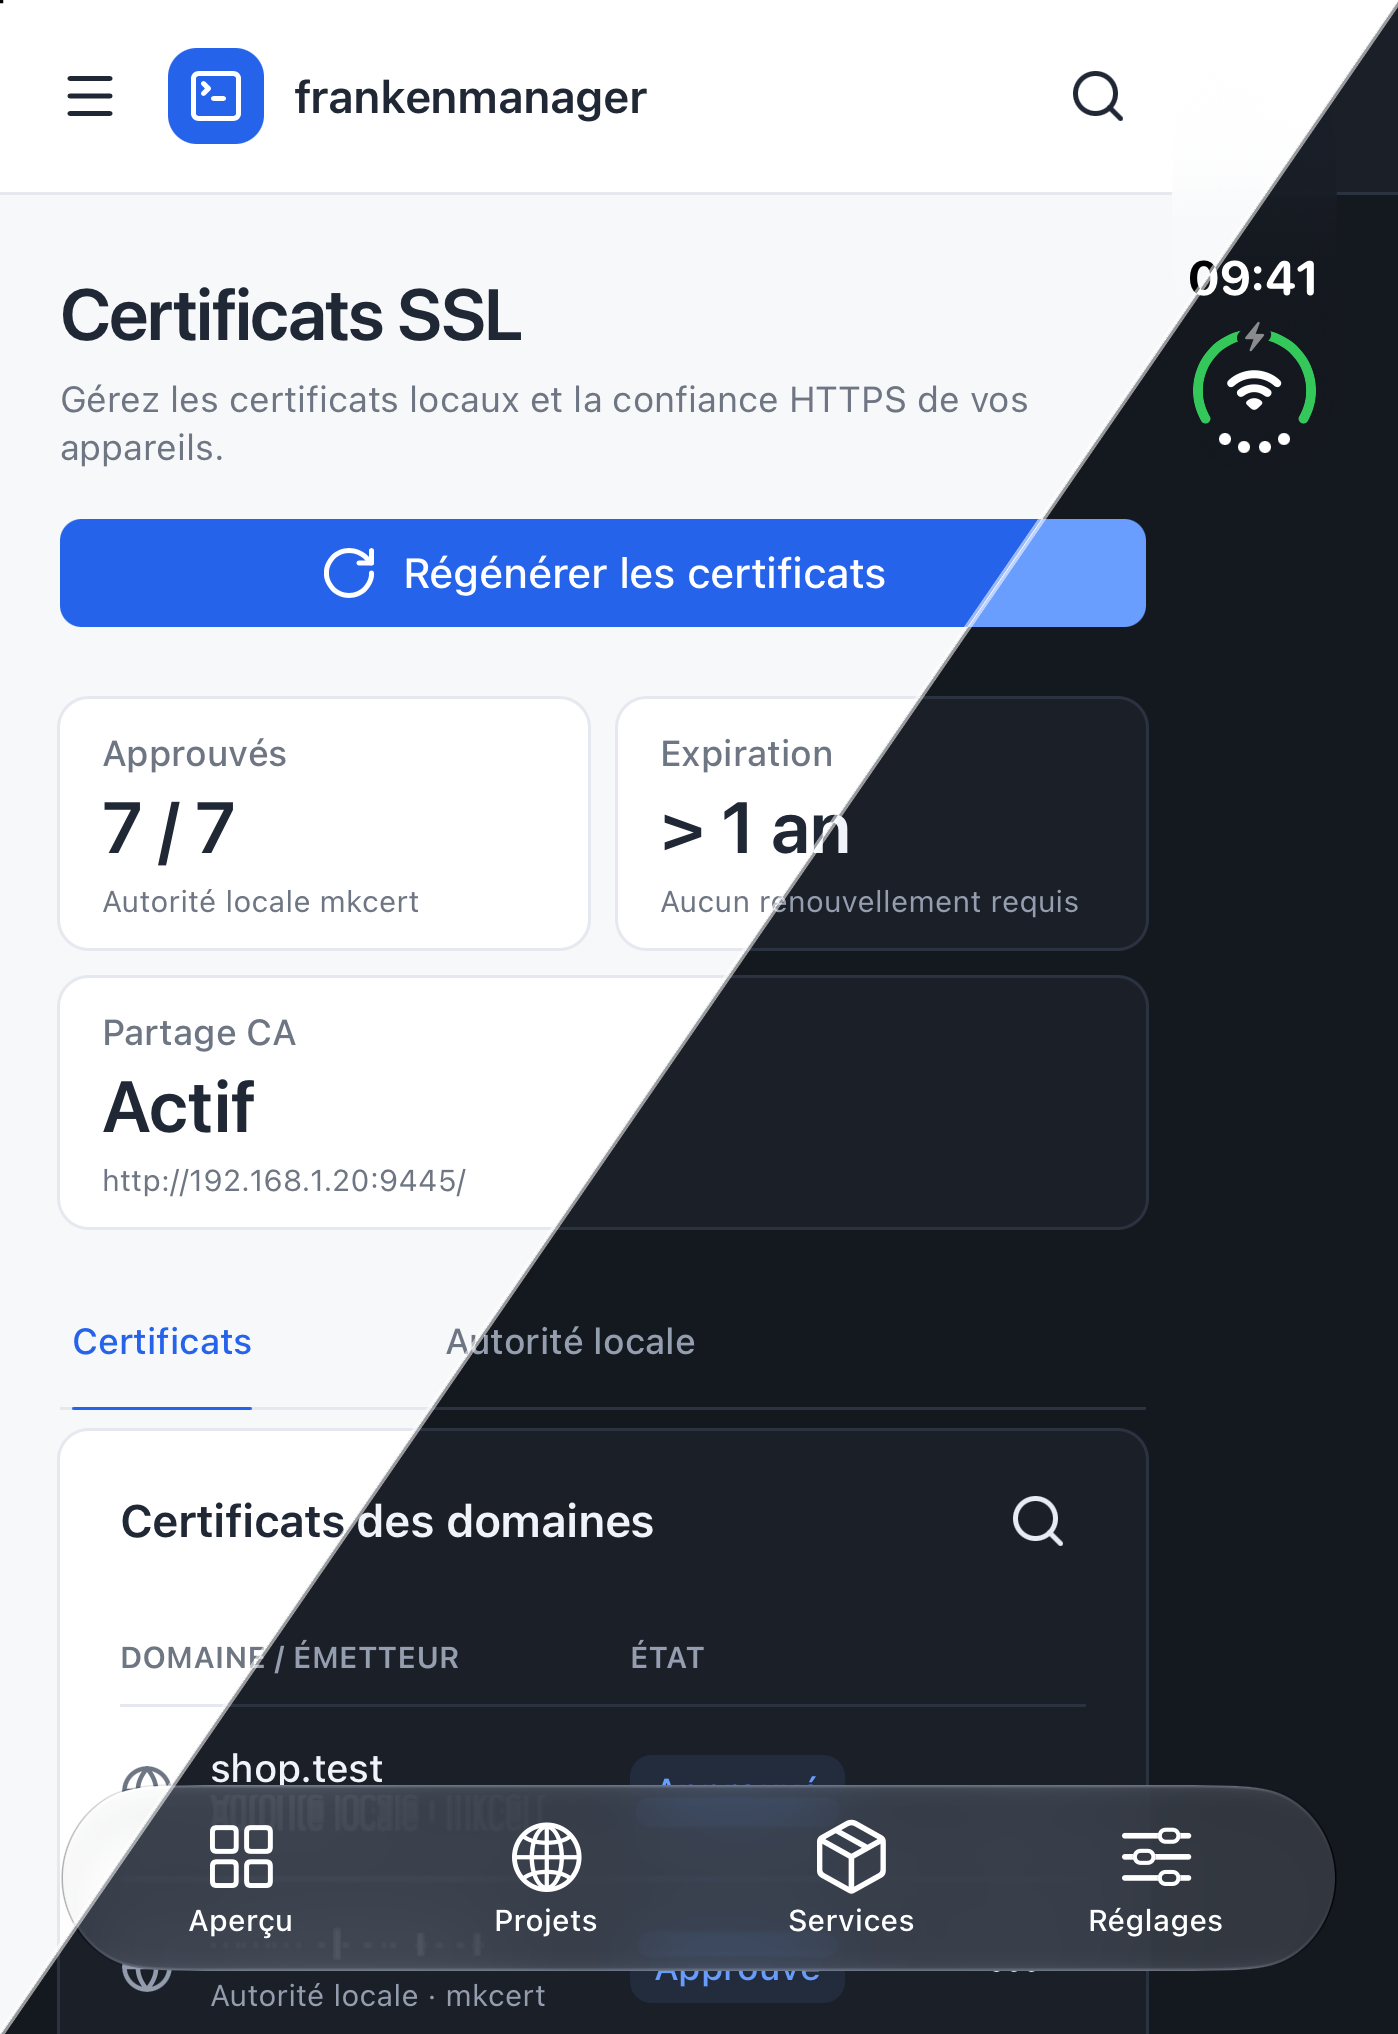 frankenmanager
09:41
Certificats SSL
Gérez les certificats locaux et la confiance HTTPS de vos
appareils.
Régénérer les certificats
Approuvés
7 / 7
Autorité locale mkcert
Expiration
> 1 an
Aucun renouvellement requis
Partage CA
Actif
http://192.168.1.20:9445/
Certificats
Autorité locale
Certificats des domaines
DOMAINE / ÉMETTEUR
ÉTAT
shop.test
Approuvé
Aperçu
Projets
Services
Réglages
Autorité locale · mkcert
Approuvé